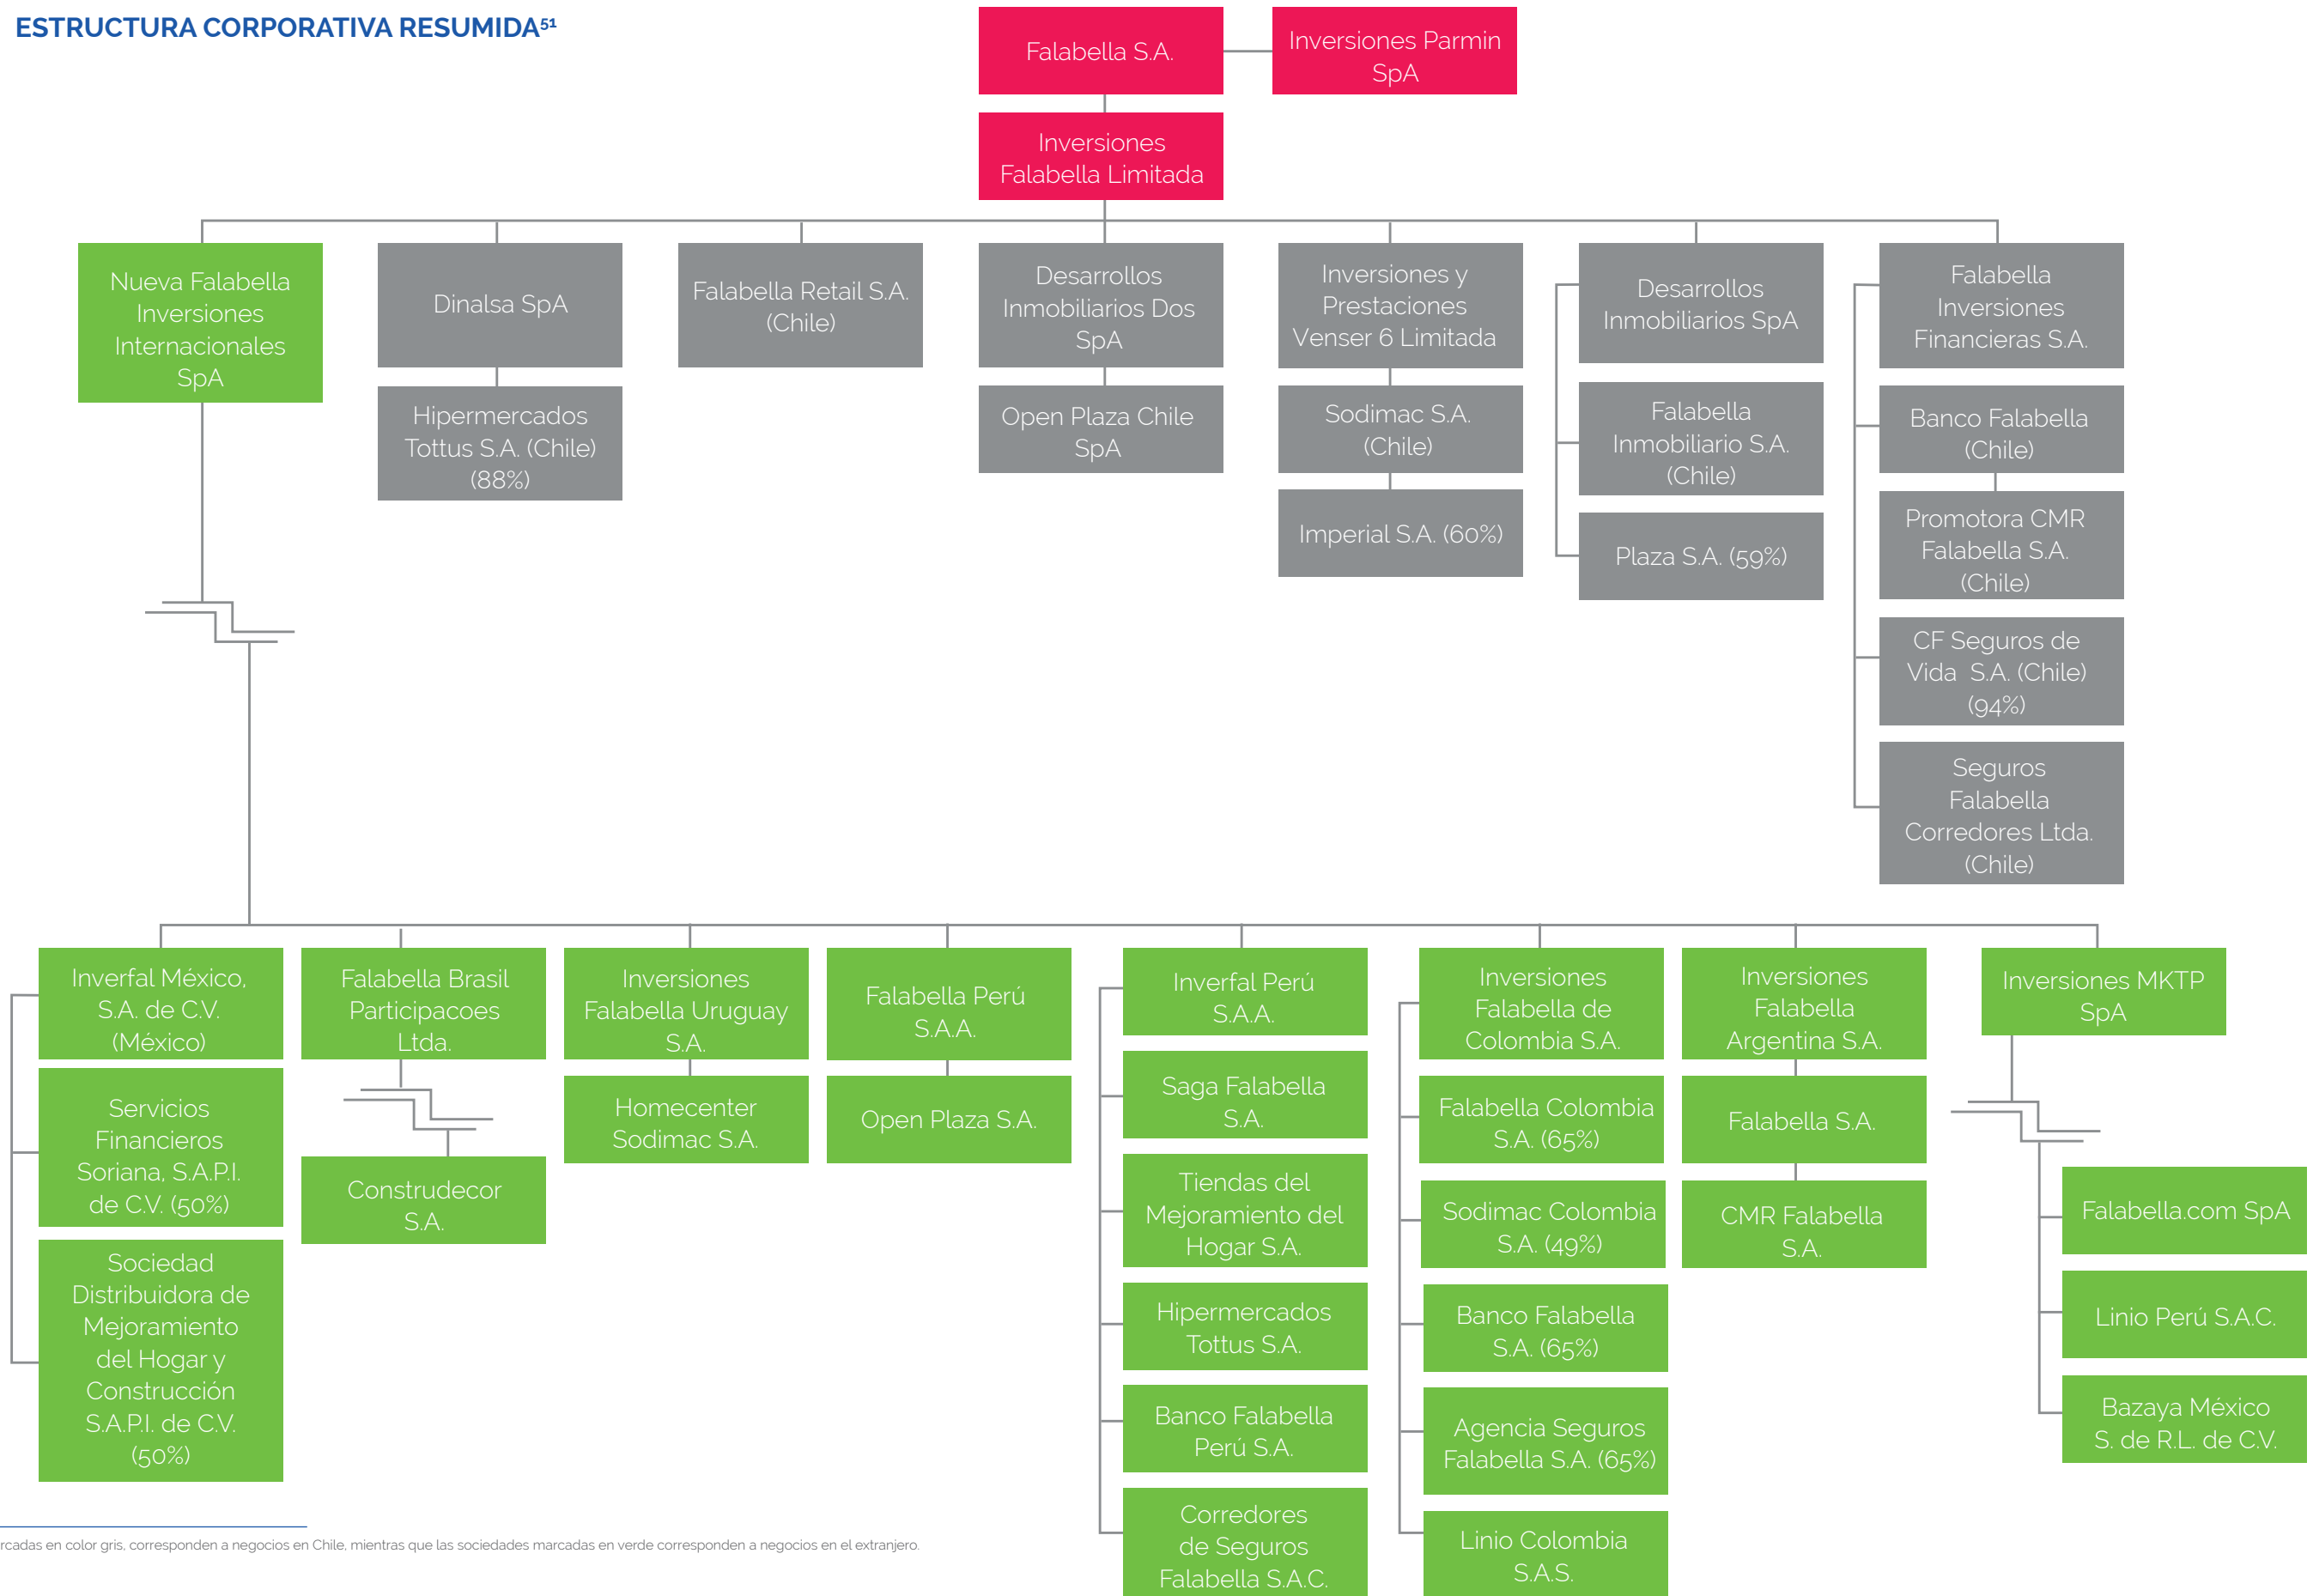 ESTRUCTURA CORPORATIVA RESUMIDA⁵¹
Falabella S.A.
Inversiones Parmin
SpA
Inversiones
Falabella Limitada
Nueva Falabella
Inversiones
Internacionales
SpA
Dinalsa SpA
Hipermercados
Tottus S.A. (Chile)
(88%)
Falabella Retail S.A.
(Chile)
Desarrollos
Inmobiliarios Dos
SpA
Open Plaza Chile
SpA
Inversiones y
Prestaciones
Venser 6 Limitada
Sodimac S.A.
(Chile)
Imperial S.A. (60%)
Desarrollos
Inmobiliarios SpA
Falabella
Inmobiliario S.A.
(Chile)
Plaza S.A. (59%)
Falabella
Inversiones
Financieras S.A.
Banco Falabella
(Chile)
Promotora CMR
Falabella S.A.
(Chile)
CF Seguros de
Vida S.A. (Chile)
(94%)
Seguros
Falabella
Corredores Ltda.
(Chile)
Inverfal México,
S.A. de C.V.
(México)
Servicios
Financieros
Soriana, S.A.P.I.
de C.V. (50%)
Sociedad
Distribuidora de
Mejoramiento
del Hogar y
Construcción
S.A.P.I. de C.V.
(50%)
Falabella Brasil
Participacoes
Ltda.
Construdecor
S.A.
Inversiones
Falabella Uruguay
S.A.
Homecenter
Sodimac S.A.
Falabella Perú
S.A.A.
Open Plaza S.A.
Inverfal Perú
S.A.A.
Saga Falabella
S.A.
Tiendas del
Mejoramiento del
Hogar S.A.
Hipermercados
Tottus S.A.
Banco Falabella
Perú S.A.
Corredores
de Seguros
Falabella S.A.C.
Inversiones
Falabella de
Colombia S.A.
Falabella Colombia
S.A. (65%)
Sodimac Colombia
S.A. (49%)
Banco Falabella
S.A. (65%)
Agencia Seguros
Falabella S.A. (65%)
Linio Colombia
S.A.S.
Inversiones
Falabella
Argentina S.A.
Falabella S.A.
CMR Falabella
S.A.
Inversiones MKTP
SpA
Falabella.com SpA
Linio Perú S.A.C.
Bazaya México
S. de R.L. de C.V.
rcadas en color gris, corresponden a negocios en Chile, mientras que las sociedades marcadas en verde corresponden a negocios en el extranjero.